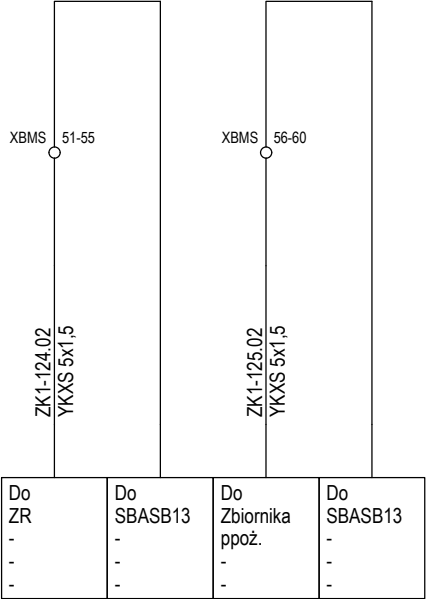 XBMS 51-55
XBMS 56-60
ZK1-124.02
YKXS 5x1,5
ZK1-125.02
YKXS 5x1,5
Do
ZR
-
-
-
Do
SBASB13
-
-
-
Do
Zbiornika
ppoż.
-
-
Do
SBASB13
-
-
-